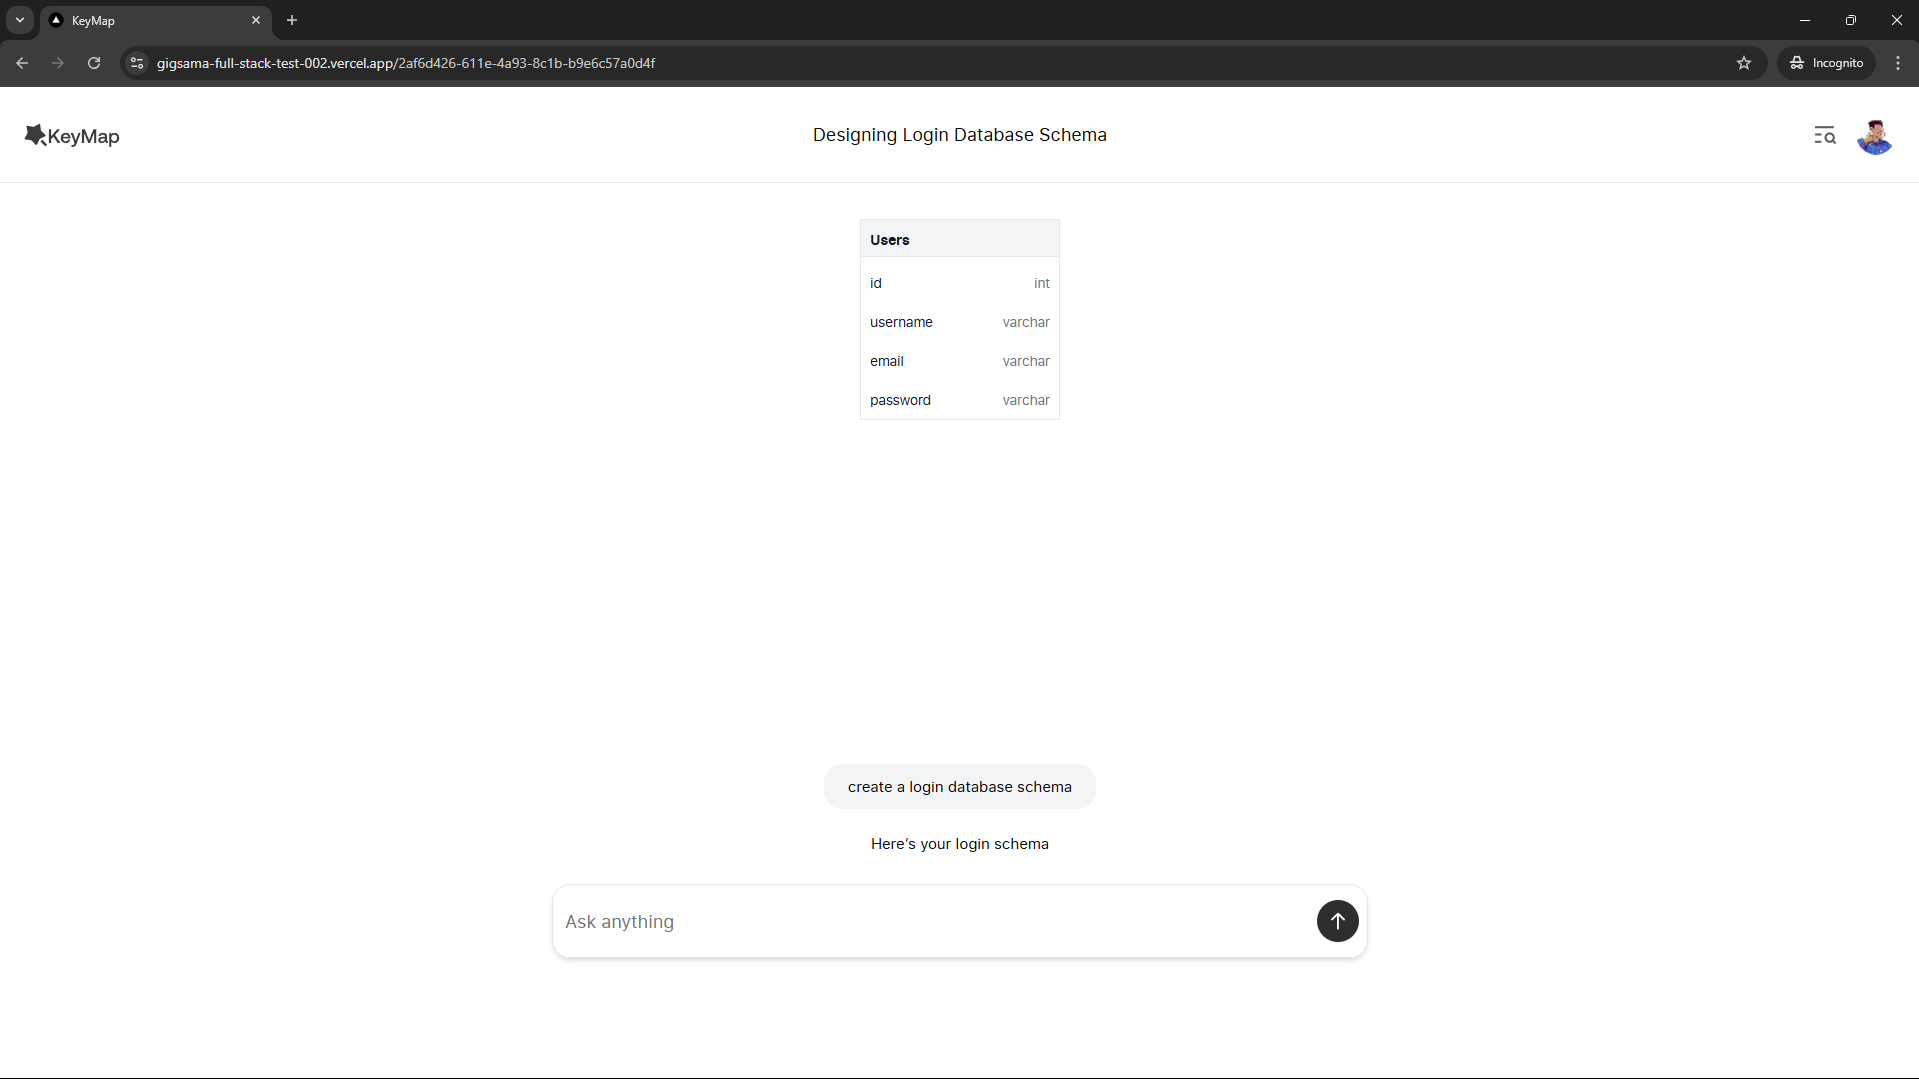 KeyMap
gigsama-full-stack-test-002.vercel.app/2af6d426-611e-4a93-8c1b-b9e6c57a0d4f
Incognito
KeyMap
Designing Login Database Schema
Users
id int
username varchar
email varchar
password varchar
create a login database schema
Here's your login schema
Ask anything